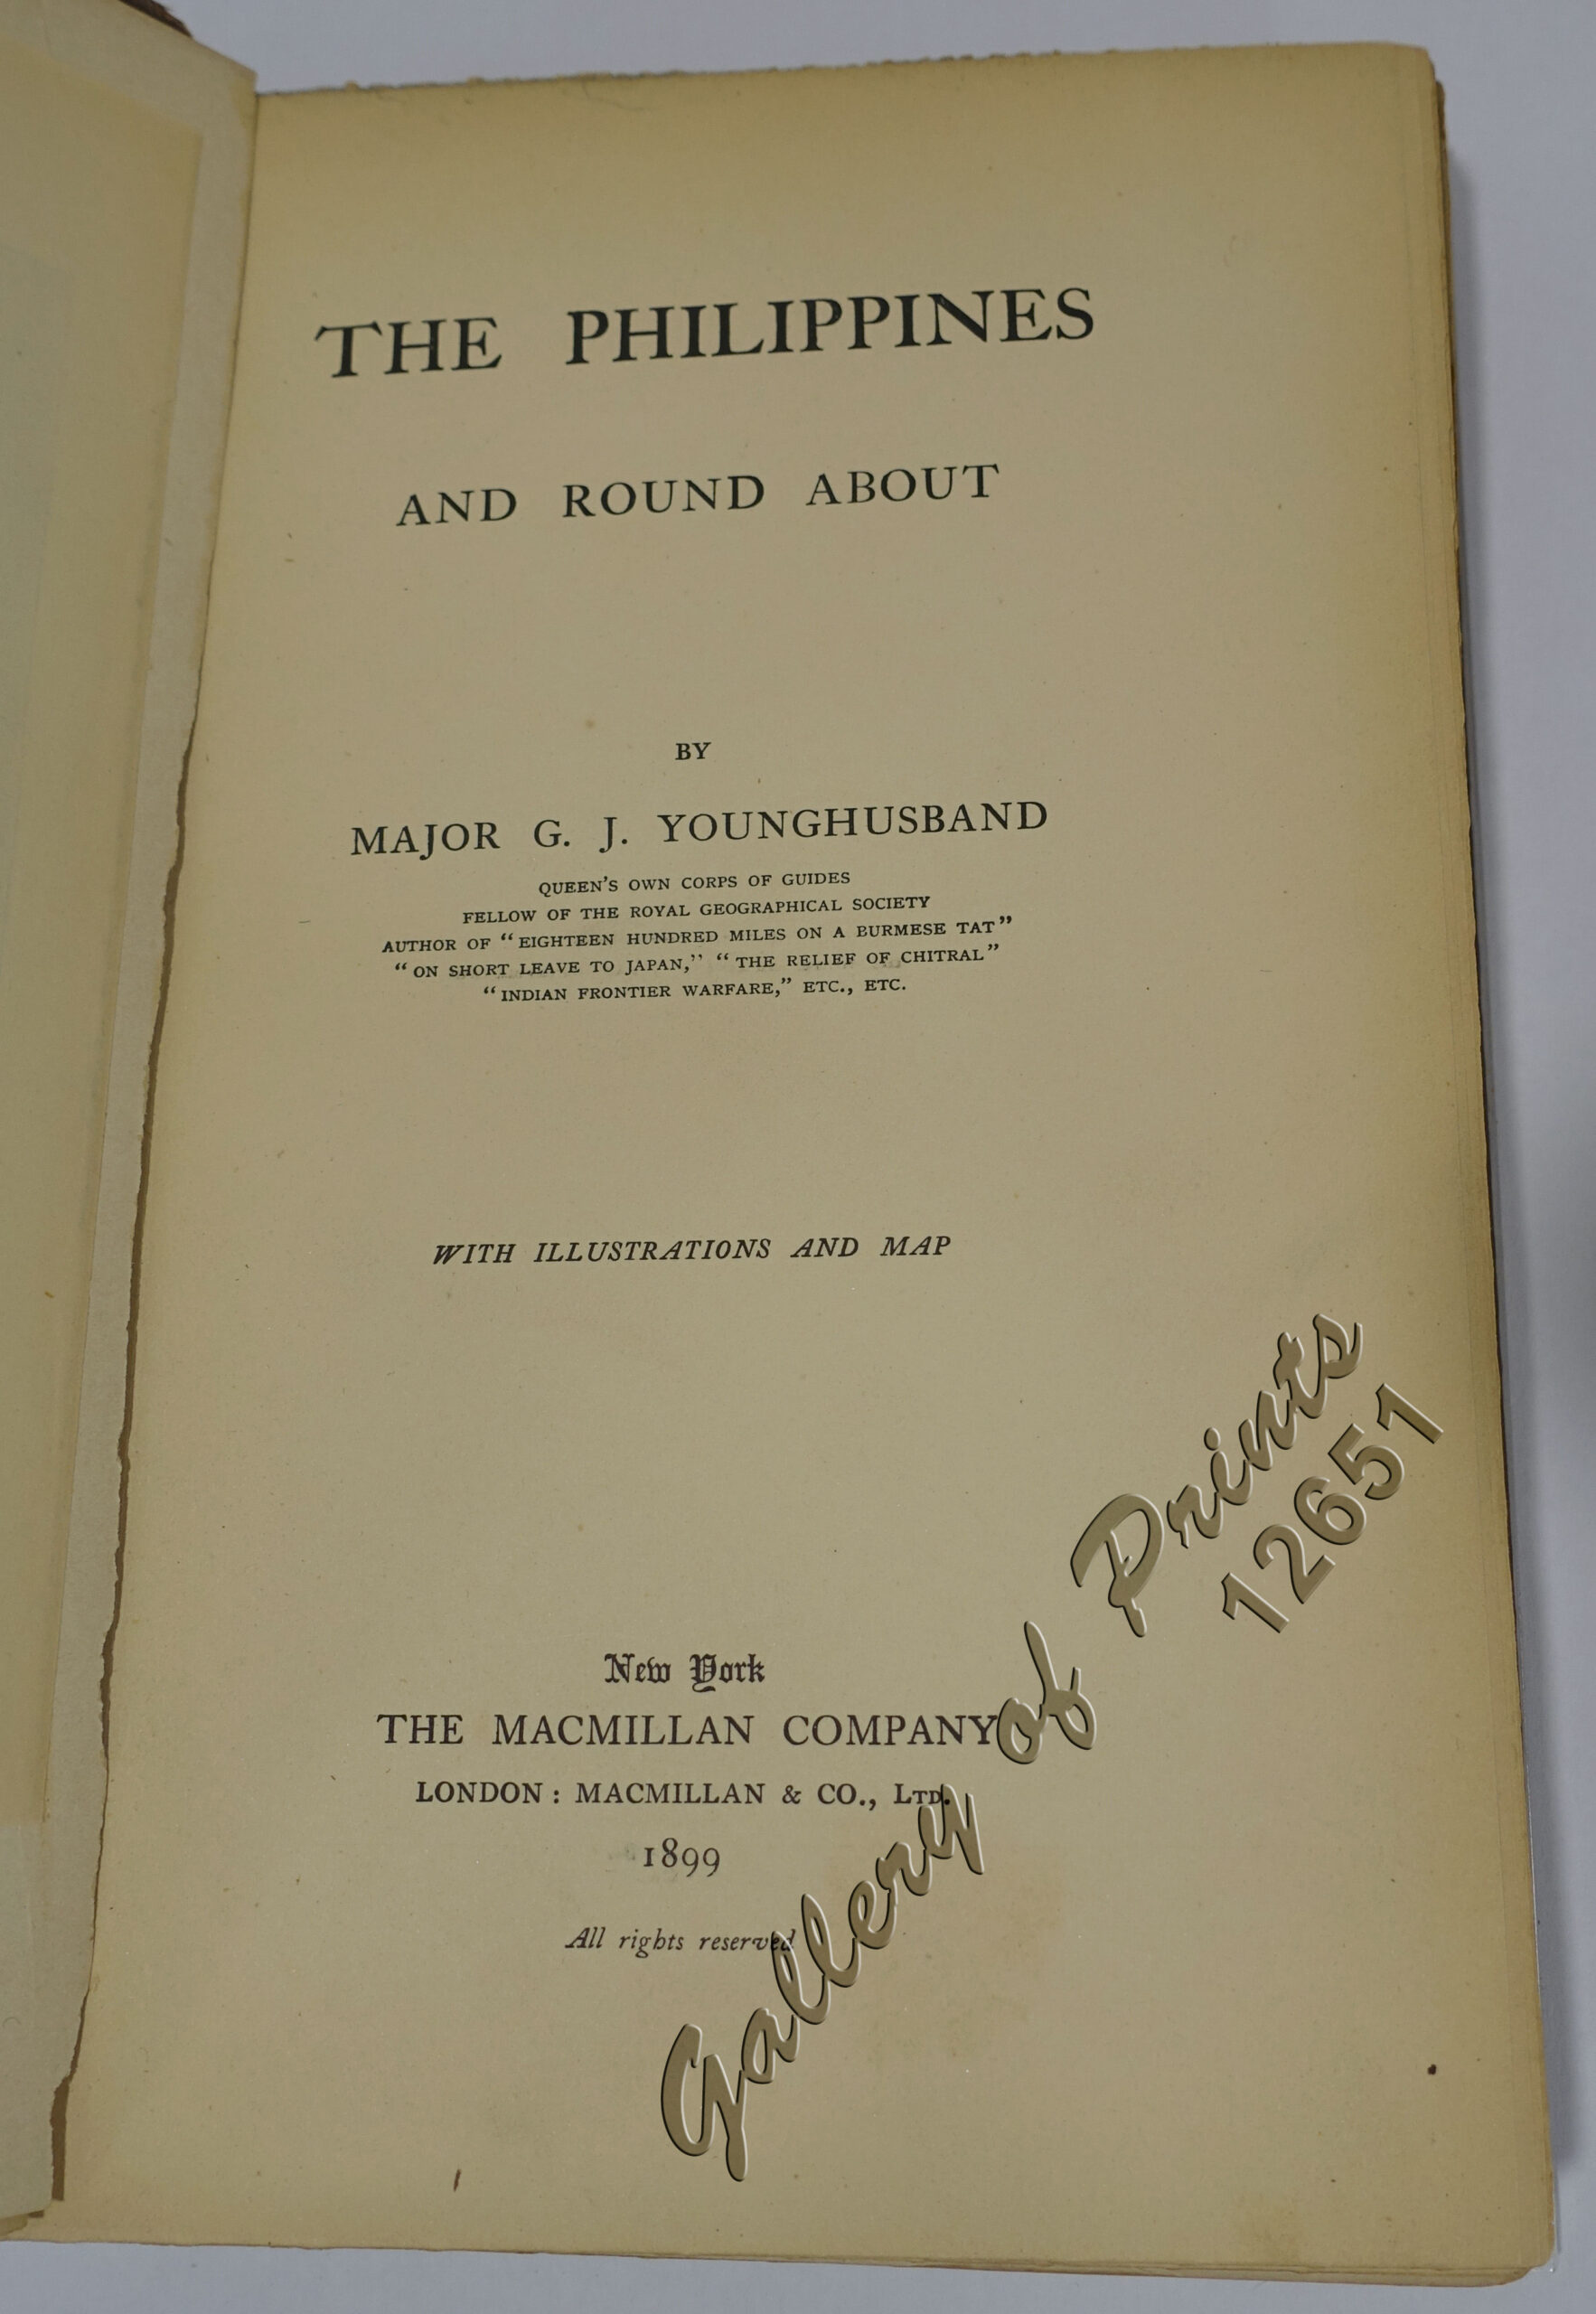 THE PHILIPPINES
AND ROUND ABOUT
BY
MAJOR G. J. YOUNGHUSBAND
QUEEN'S OWN CORPS OF GUIDES
FELLOW OF THE ROYAL GEOGRAPHICAL SOCIETY
AUTHOR OF "EIGHTEEN HUNDRED MILES ON A BURMESE TAT"
"ON SHORT LEAVE TO JAPAN," "THE RELIEF OF CHITRAL"
"INDIAN FRONTIER WARFARE," ETC., ETC.
WITH ILLUSTRATIONS AND MAP
New York
THE MACMILLAN COMPANY
LONDON: MACMILLAN & CO., LTD.
1899
All rights reserved
Gallery of Prints
12651